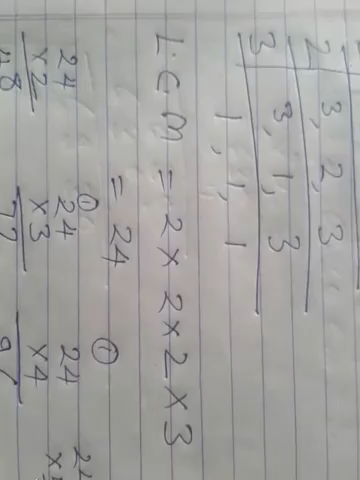 2 3, 2, 3
3 3, 1, 3
1, 1, 1
L.C.M = 2 × 2 × 2 × 3
= 24
24 24 24
×2 ×3 ×4
48 72